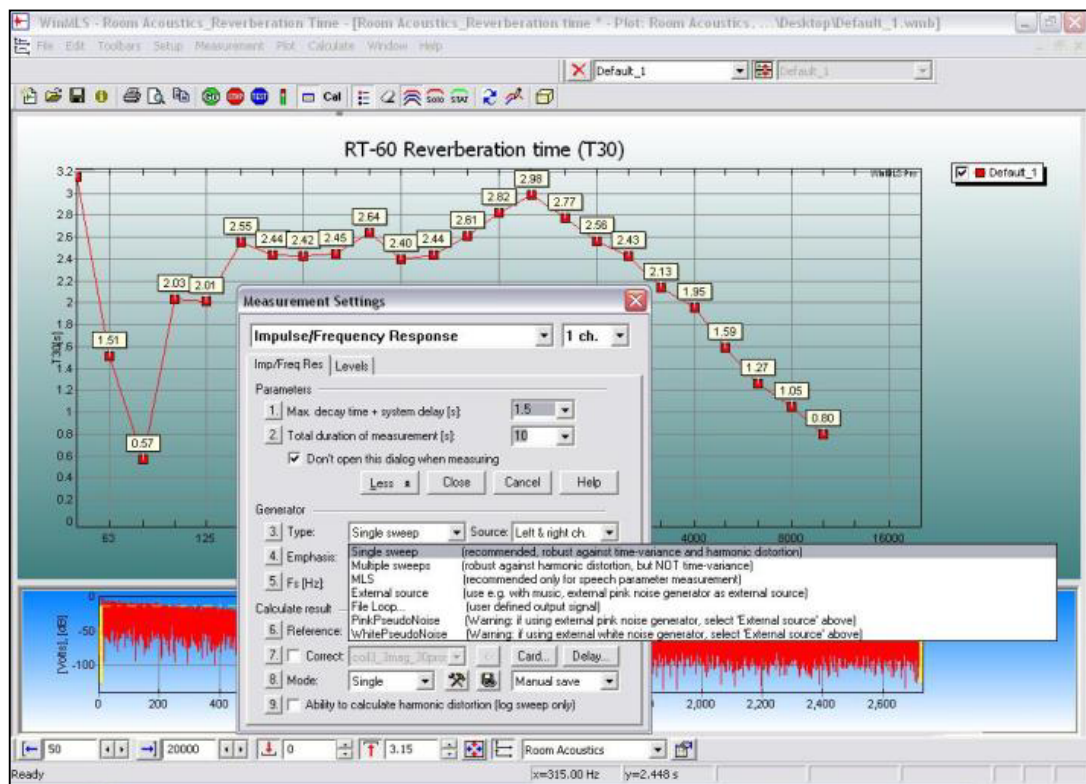 WinMLS - Room Acoustics_Reverberation Time - [Room Acoustics_Reverberation time * - Plot: Room Acoustics, ...\Desktop\Default_1.wmb]
File Edit Toolbars Setup Measurement Plot Calculate Window Help
Default_1 Default_1
GO STOP TEST Cal Solo STAT
RT-60 Reverberation time (T30)
WinMLS Pro
Default_1
T30[s]
3.2
3
2.8
2.6
2.4
2.2
2
1.8
1.6
1.4
1.2
1
0.8
0.6
0.4
0.2
0
1.51
0.57
2.03
2.01
2.55
2.44
2.42
2.45
2.64
2.40
2.44
2.61
2.82
2.98
2.77
2.56
2.43
2.13
1.95
1.59
1.27
1.05
0.80
63 125 4000 8000 16000
Measurement Settings
Impulse/Frequency Response 1 ch.
Imp/Freq Res Levels
Parameters
1. Max. decay time + system delay [s]: 1.5
2. Total duration of measurement [s]: 10
Don't open this dialog when measuring
Less Close Cancel Help
Generator
3. Type: Single sweep Source: Left & right ch.
4. Emphasis:
5. Fs [Hz]:
Single sweep (recommended, robust against time-variance and harmonic distortion)
Multiple sweeps (robust against harmonic distortion, but NOT time-variance)
MLS (recommended only for speech parameter measurement)
External source (use e.g. with music, external pink noise generator as external source)
File Loop... (user defined output signal)
PinkPseudoNoise (Warning: if using external pink noise generator, select 'External source' above)
WhitePseudoNoise (Warning: if using external white noise generator, select 'External source' above)
Calculate result
6. Reference:
7. Correct: Card... Delay...
8. Mode: Single Manual save
9. Ability to calculate harmonic distortion (log sweep only)
[Volts], [dB]
0
-50
-100
0 200 400 2,000 2,200 2,400 2,600
50 20000 0 3.15 Room Acoustics
Ready x=315.00 Hz y=2.448 s